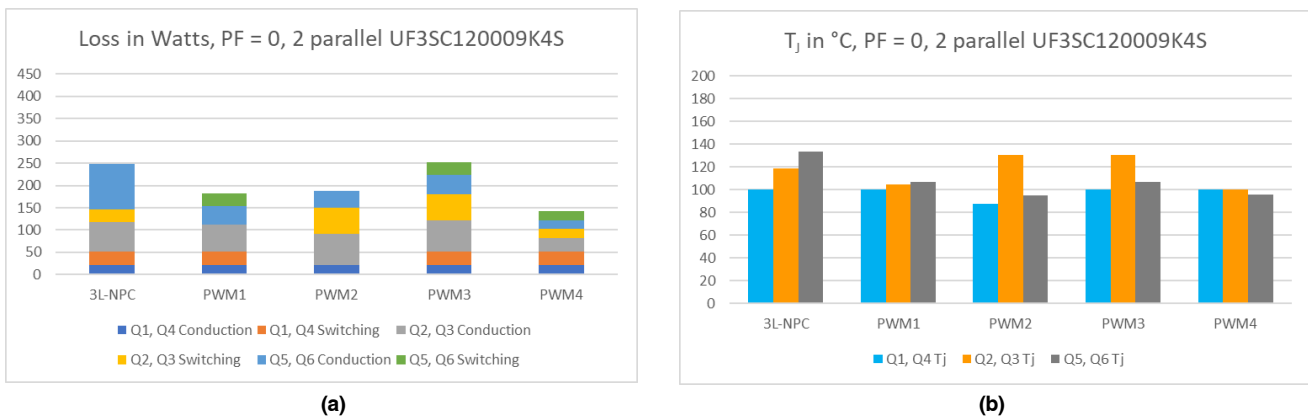 Loss in Watts, PF = 0, 2 parallel UF3SC120009K4S
450
400
350
300
250
200
150
100
50
0
3L-NPC PWM1 PWM2 PWM3 PWM4
Q1, Q4 Conduction Q1, Q4 Switching Q2, Q3 Conduction
Q2, Q3 Switching Q5, Q6 Conduction Q5, Q6 Switching
(a)
TJ in °C, PF = 0, 2 parallel UF3SC120009K4S
200
180
160
140
120
100
80
60
40
20
0
3L-NPC PWM1 PWM2 PWM3 PWM4
Q1, Q4 Tj Q2, Q3 Tj Q5, Q6 Tj
(b)